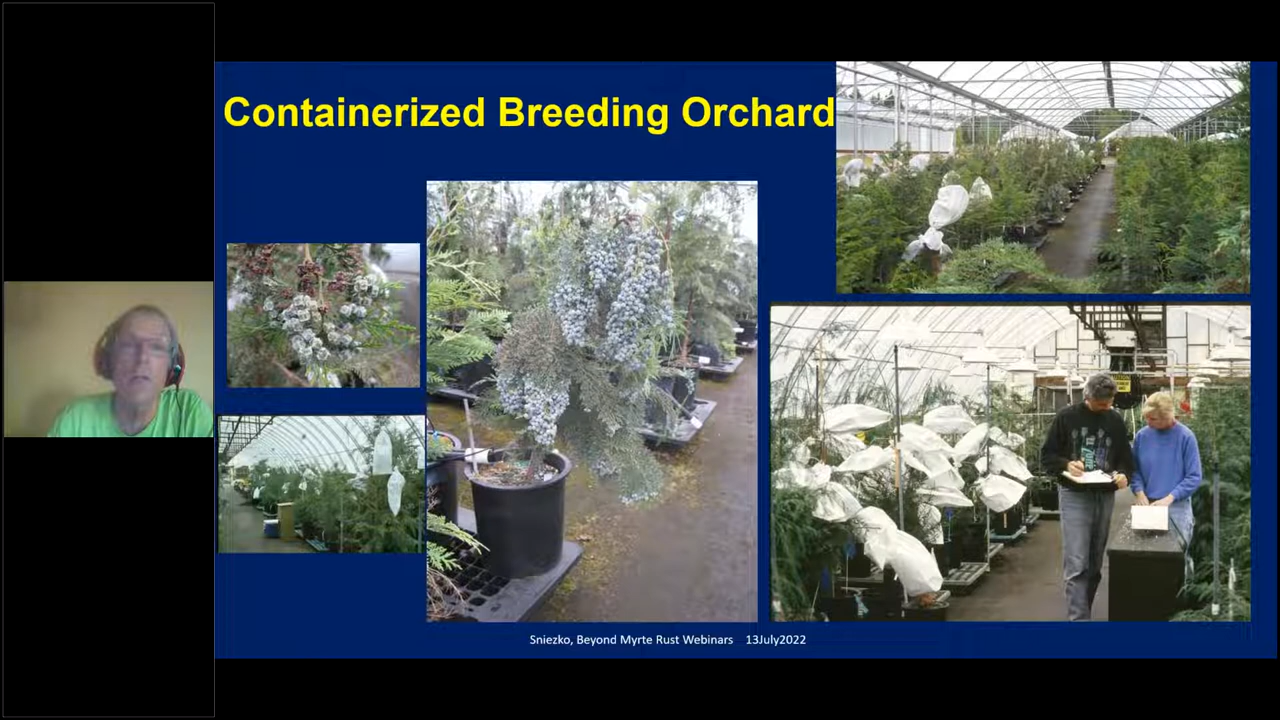 Containerized Breeding Orchard
Sniezko, Beyond Myrte Rust Webinars 13July2022